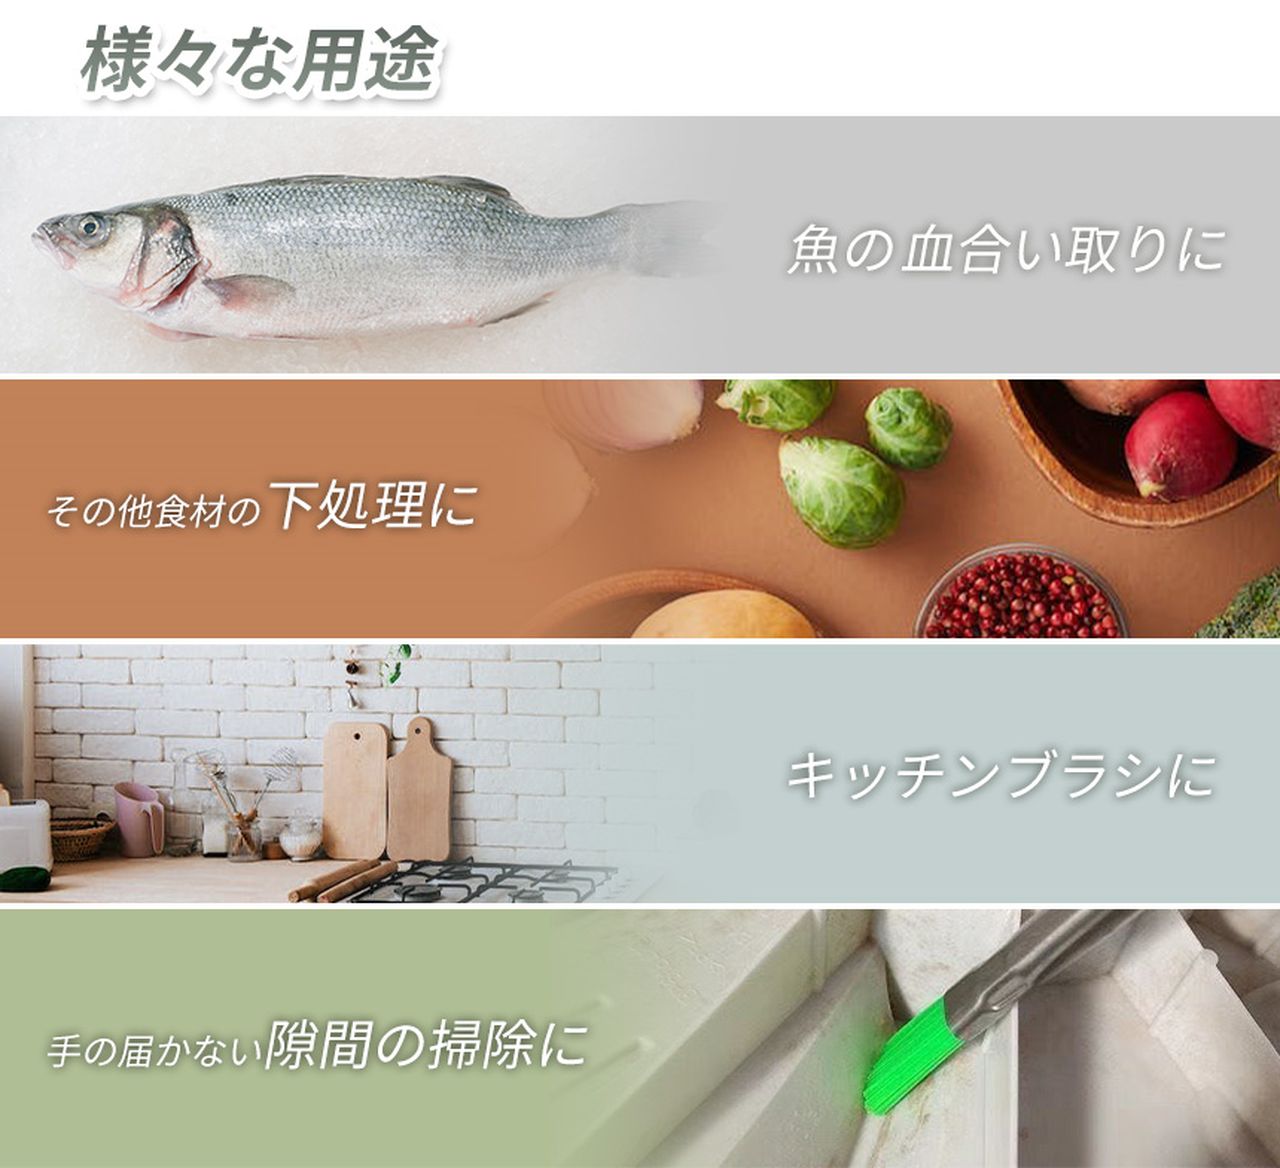 様々な用途
魚の血合い取りに
その他食材の下処理に
キッチンブラシに
手の届かない隙間の掃除に